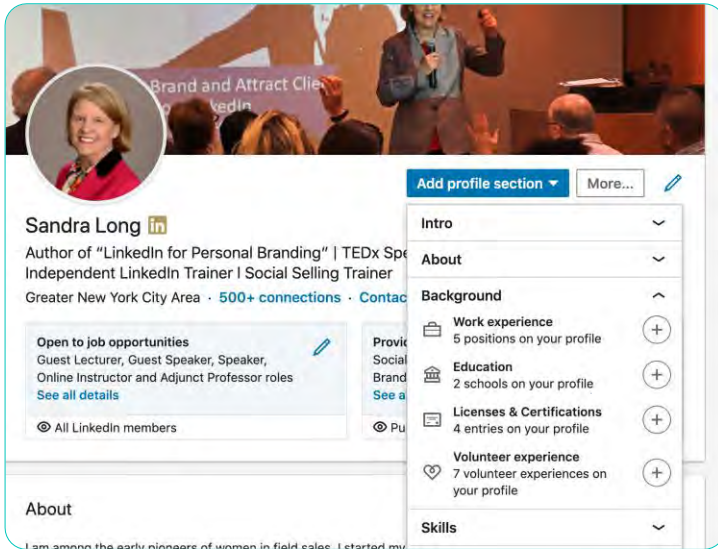 Brand and Attract Clie
kedIn
Add profile section
More...
Sandra Long in
Author of “LinkedIn for Personal Branding” | TEDx Spe
Independent LinkedIn Trainer I Social Selling Trainer
Greater New York City Area · 500+ connections · Contac
Open to job opportunities
Guest Lecturer, Guest Speaker, Speaker,
Online Instructor and Adjunct Professor roles
See all details
All LinkedIn members
Provid
Social
Brand
See a
Pu
Intro
About
Background
Work experience
5 positions on your profile
Education
2 schools on your profile
Licenses & Certifications
4 entries on your profile
Volunteer experience
7 volunteer experiences on
your profile
Skills
About
I am among the early pioneers of women in field sales. I started my